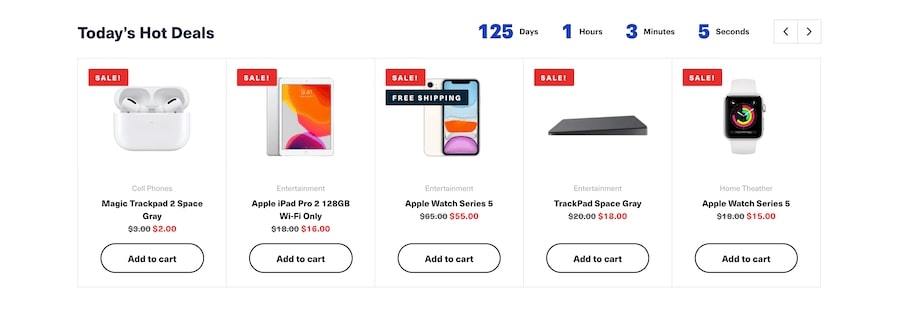 Today's Hot Deals
125 Days 1 Hours 3 Minutes 5 Seconds
SALE!
SALE!
SALE!
SALE!
SALE!
FREE SHIPPING
Cell Phones
Magic Trackpad 2 Space
Gray
$3.00 $2.00
Add to cart
Entertainment
Apple iPad Pro 2 128GB
Wi-Fi Only
$18.00 $16.00
Add to cart
Entertainment
Apple Watch Series 5
$65.00 $55.00
Add to cart
Entertainment
TrackPad Space Gray
$20.00 $18.00
Add to cart
Home Theather
Apple Watch Series 5
$18.00 $15.00
Add to cart